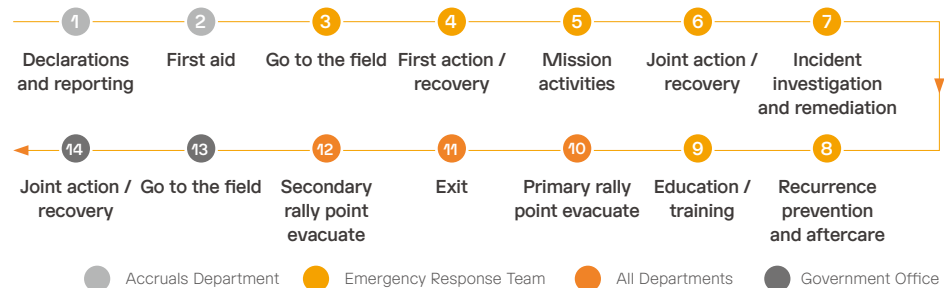 1 2 3 4 5 6 7
Declarations First aid Go to the field First action / Mission Joint action / Incident
and reporting recovery activities recovery investigation
and remediation
14 13 12 11 10 9 8
Joint action / Go to the field Secondary Exit Primary rally Education / Recurrence
recovery rally point point evacuate training prevention
evacuate and aftercare
Accruals Department Emergency Response Team All Departments Government Office